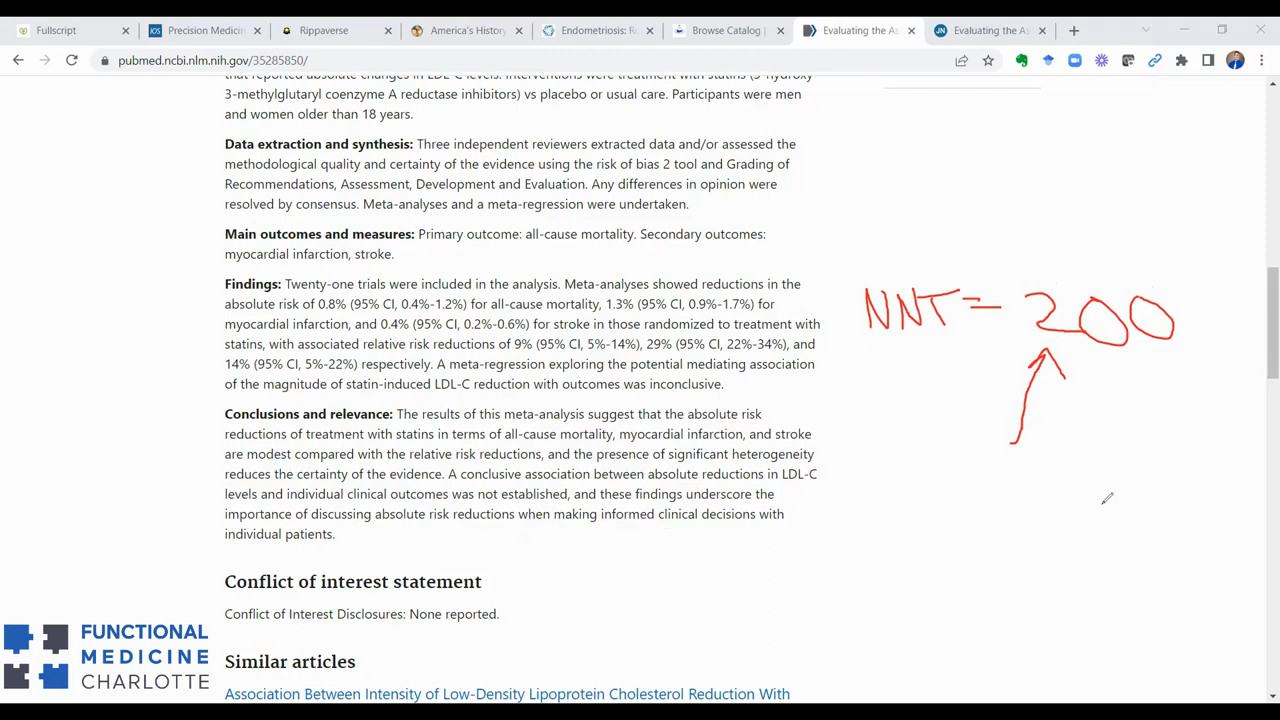 Fullscript
Precision Medicin
Rippaverse
America's History
Endometriosis: R
Browse Catalog |
Evaluating the As
Evaluating the As
pubmed.ncbi.nlm.nih.gov/35285850/
that reported absolute changes in LDL-C levels. Interventions were treatment with statins (3-hydroxy-
3-methylglutaryl coenzyme A reductase inhibitors) vs placebo or usual care. Participants were men
and women older than 18 years.
Data extraction and synthesis: Three independent reviewers extracted data and/or assessed the
methodological quality and certainty of the evidence using the risk of bias 2 tool and Grading of
Recommendations, Assessment, Development and Evaluation. Any differences in opinion were
resolved by consensus. Meta-analyses and a meta-regression were undertaken.
Main outcomes and measures: Primary outcome: all-cause mortality. Secondary outcomes:
myocardial infarction, stroke.
Findings: Twenty-one trials were included in the analysis. Meta-analyses showed reductions in the
absolute risk of 0.8% (95% CI, 0.4%-1.2%) for all-cause mortality, 1.3% (95% CI, 0.9%-1.7%) for
myocardial infarction, and 0.4% (95% CI, 0.2%-0.6%) for stroke in those randomized to treatment with
statins, with associated relative risk reductions of 9% (95% CI, 5%-14%), 29% (95% CI, 22%-34%), and
14% (95% CI, 5%-22%) respectively. A meta-regression exploring the potential mediating association
of the magnitude of statin-induced LDL-C reduction with outcomes was inconclusive.
NNT = 200
Conclusions and relevance: The results of this meta-analysis suggest that the absolute risk
reductions of treatment with statins in terms of all-cause mortality, myocardial infarction, and stroke
are modest compared with the relative risk reductions, and the presence of significant heterogeneity
reduces the certainty of the evidence. A conclusive association between absolute reductions in LDL-C
levels and individual clinical outcomes was not established, and these findings underscore the
importance of discussing absolute risk reductions when making informed clinical decisions with
individual patients.
Conflict of interest statement
Conflict of Interest Disclosures: None reported.
Similar articles
Association Between Intensity of Low-Density Lipoprotein Cholesterol Reduction With
FUNCTIONAL
MEDICINE
CHARLOTTE